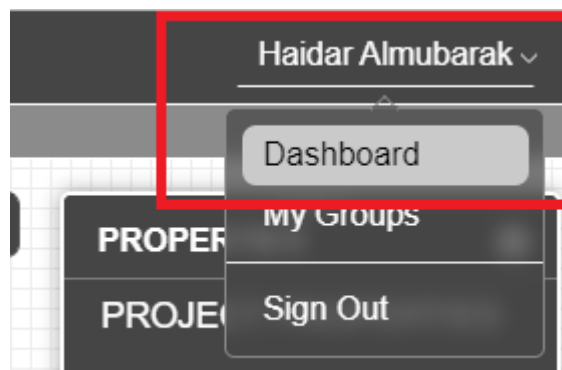 Haidar Almubarak
Dashboard
My Groups
PROPER
Sign Out
PROJE